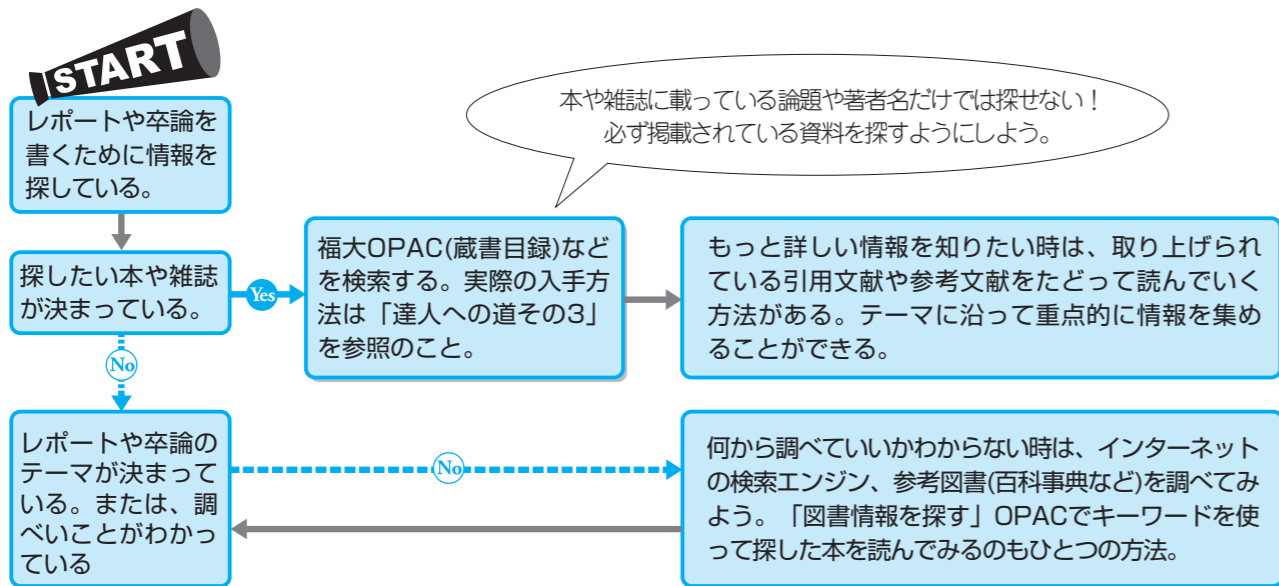 START
レポートや卒論を
書くために情報を
探している。
本や雑誌に載っている論題や著者名だけでは探せない！
必ず掲載されている資料を探すようにしよう。
探したい本や雑誌
が決まっている。
Yes
福大OPAC(蔵書目録)など
を検索する。実際の入手方
法は「達人への道その3」
を参照のこと。
もっと詳しい情報を知りたい時は、取り上げられ
ている引用文献や参考文献をたどって読んでいく
方法がある。テーマに沿って重点的に情報を集め
ることができる。
No
レポートや卒論の
テーマが決まって
いる。または、調
べいことがわかっ
ている
No
何から調べていいかわからない時は、インターネット
の検索エンジン、参考図書(百科事典など)を調べてみ
よう。「図書情報を探す」OPACでキーワードを使
って探した本を読んでみるのもひとつの方法。